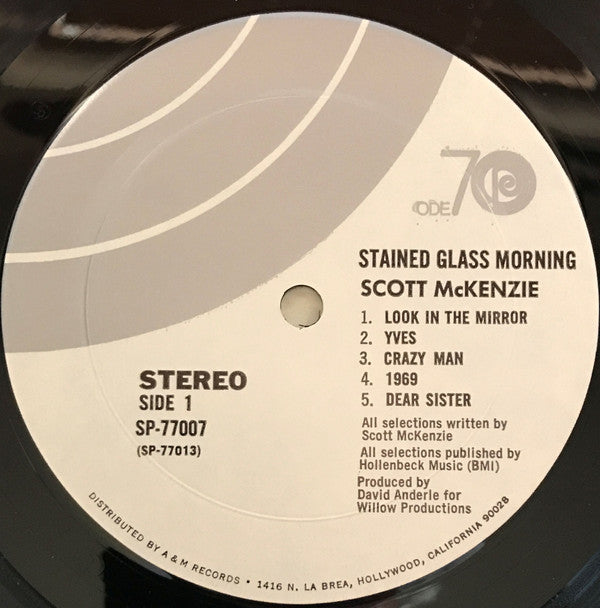 ODE 70
STAINED GLASS MORNING
SCOTT McKENZIE
1. LOOK IN THE MIRROR
2. YVES
3. CRAZY MAN
4. 1969
5. DEAR SISTER
All selections written by
Scott McKenzie
All selections published by
Hollenbeck Music (BMI)
Produced by
David Anderle for
Willow Productions
STEREO
SIDE 1
SP-77007
(SP-77013)
DISTRIBUTED BY A & M RECORDS • 1416 N. LA BREA, HOLLYWOOD, CALIFORNIA 90028